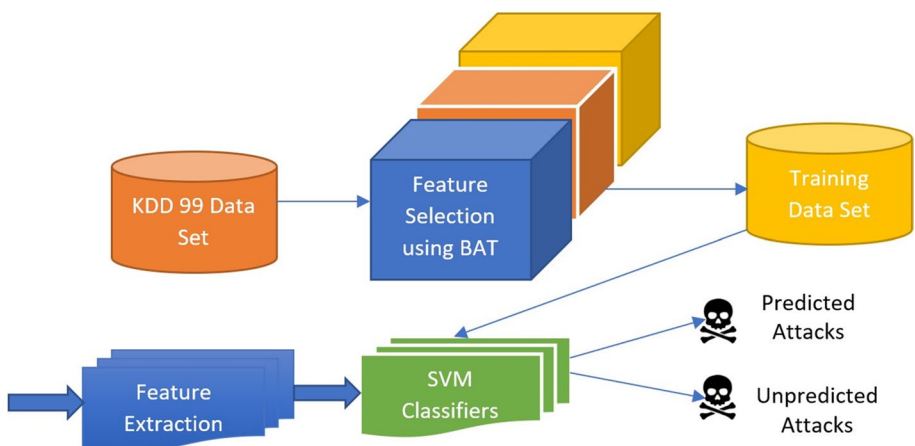 KDD 99 Data
Set
Feature
Selection
using BAT
Training
Data Set
Feature
Extraction
SVM
Classifiers
Predicted
Attacks
Unpredicted
Attacks